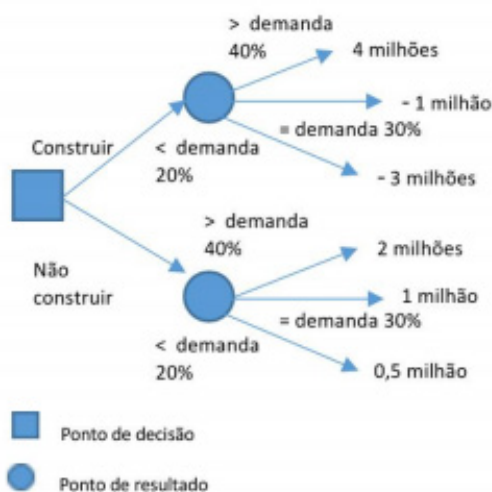 > demanda
40%
4 milhões
- 1 milhão
= demanda 30%
Construir
< demanda
20%
- 3 milhões
> demanda
40%
2 milhões
Não
construir
1 milhão
= demanda 30%
< demanda
20%
0,5 milhão
Ponto de decisão
Ponto de resultado